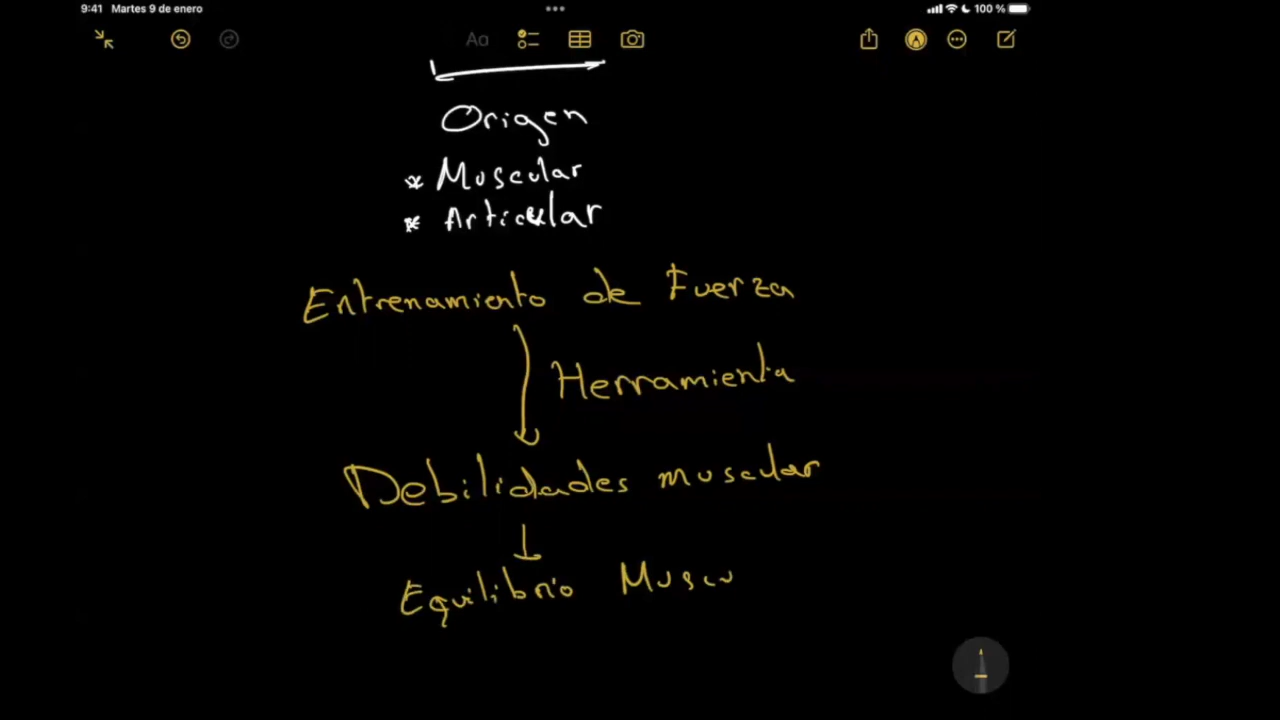 9:41 Martes 9 de enero 100 %
Aa
Origen
* Muscular
* Articular
Entrenamiento de Fuerza
Herramienta
Debilidades muscular
Equilibrio Muscu